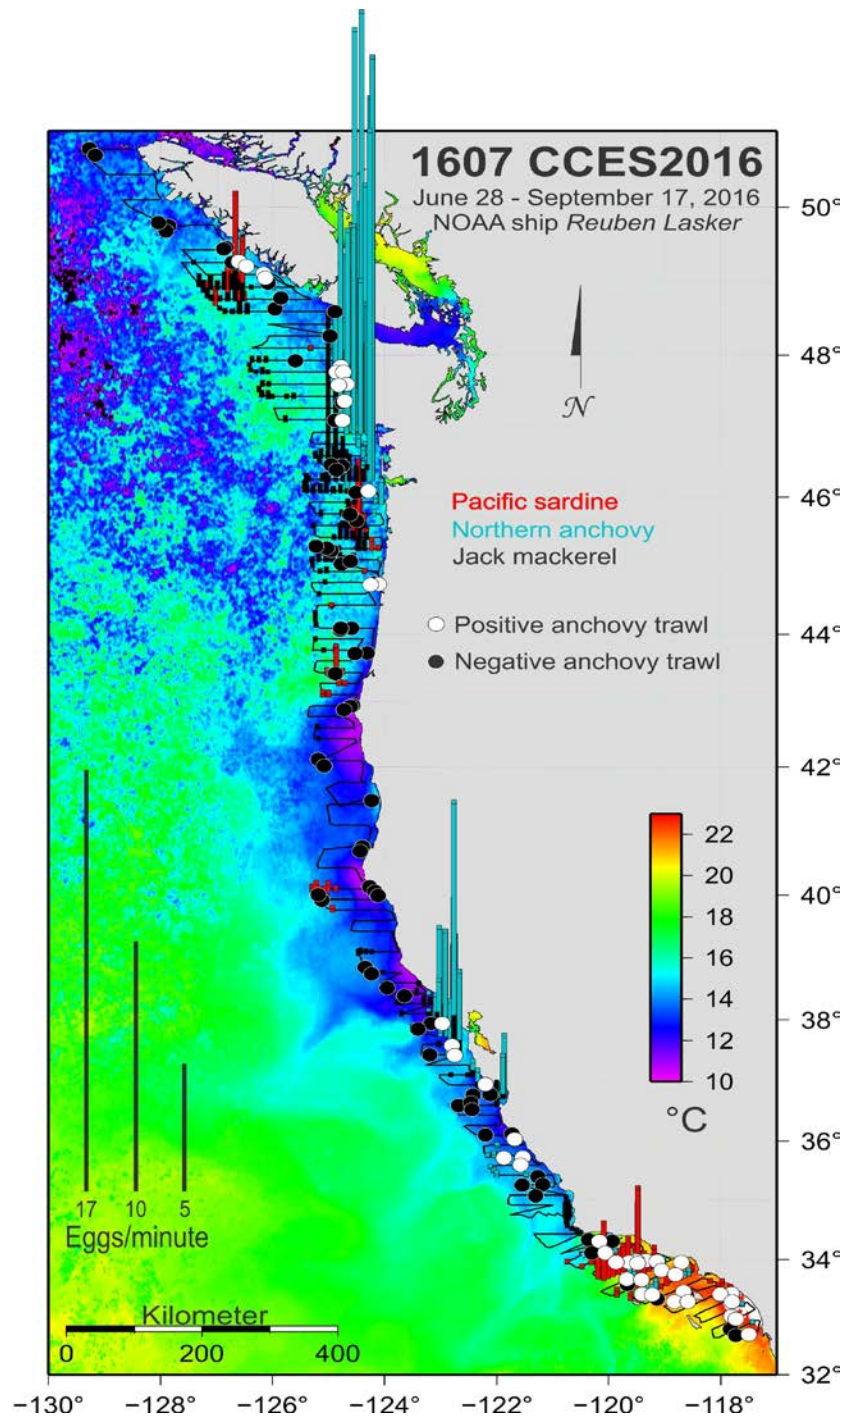 1607 CCES2016
June 28 - September 17, 2016
NOAA ship Reuben Lasker
50°
48°
N
46°
Pacific sardine
Northern anchovy
Jack mackerel
Positive anchovy trawl
44°
Negative anchovy trawl
42°
22
20
40°
18
16
14
38°
12
10
°C
36°
17 10 5
Eggs/minute
34°
Kilometer
0 200 400
32°
−130° −128° −126° −124° −122° −120° −118°